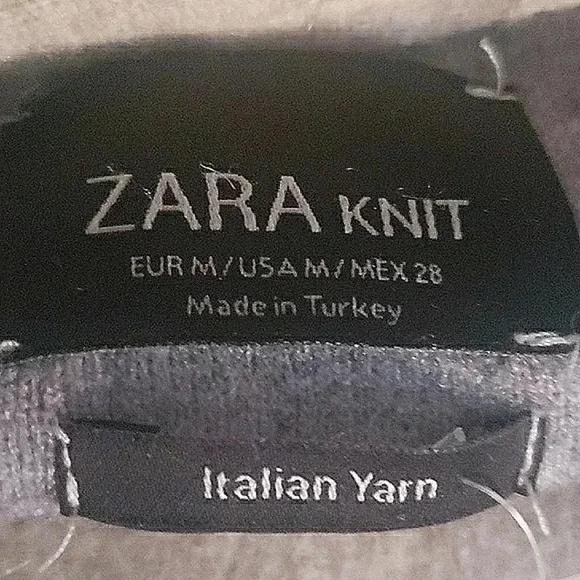 ZARA KNIT
EUR M/USA M/MEX 28
Made in Turkey
Italian Yarn